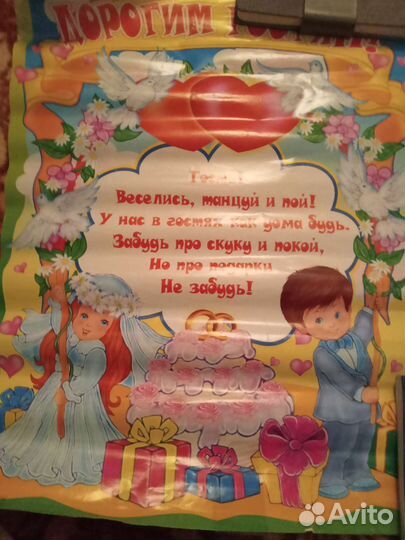 ДОРОГИМ ГОСТЯМ!
Гость!
Веселись, танцуй и пой!
У нас в гостях как дома будь.
Забудь про скуку и покой,
Но про подарки
Не забудь!
Avito